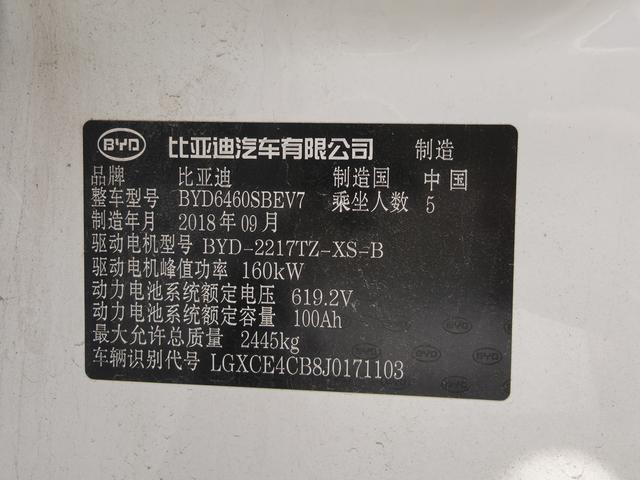 BYD 比亚迪汽车有限公司 制造
品牌 比亚迪 制造国 中国
整车型号 BYD6460SBEV7 乘坐人数 5
制造年月 2018年09月
驱动电机型号 BYD-2217TZ-XS-B
驱动电机峰值功率 160kW
动力电池系统额定电压 619.2V
动力电池系统额定容量 100Ah
最大允许总质量 2445kg
车辆识别代号 LGXCE4CB8J0171103